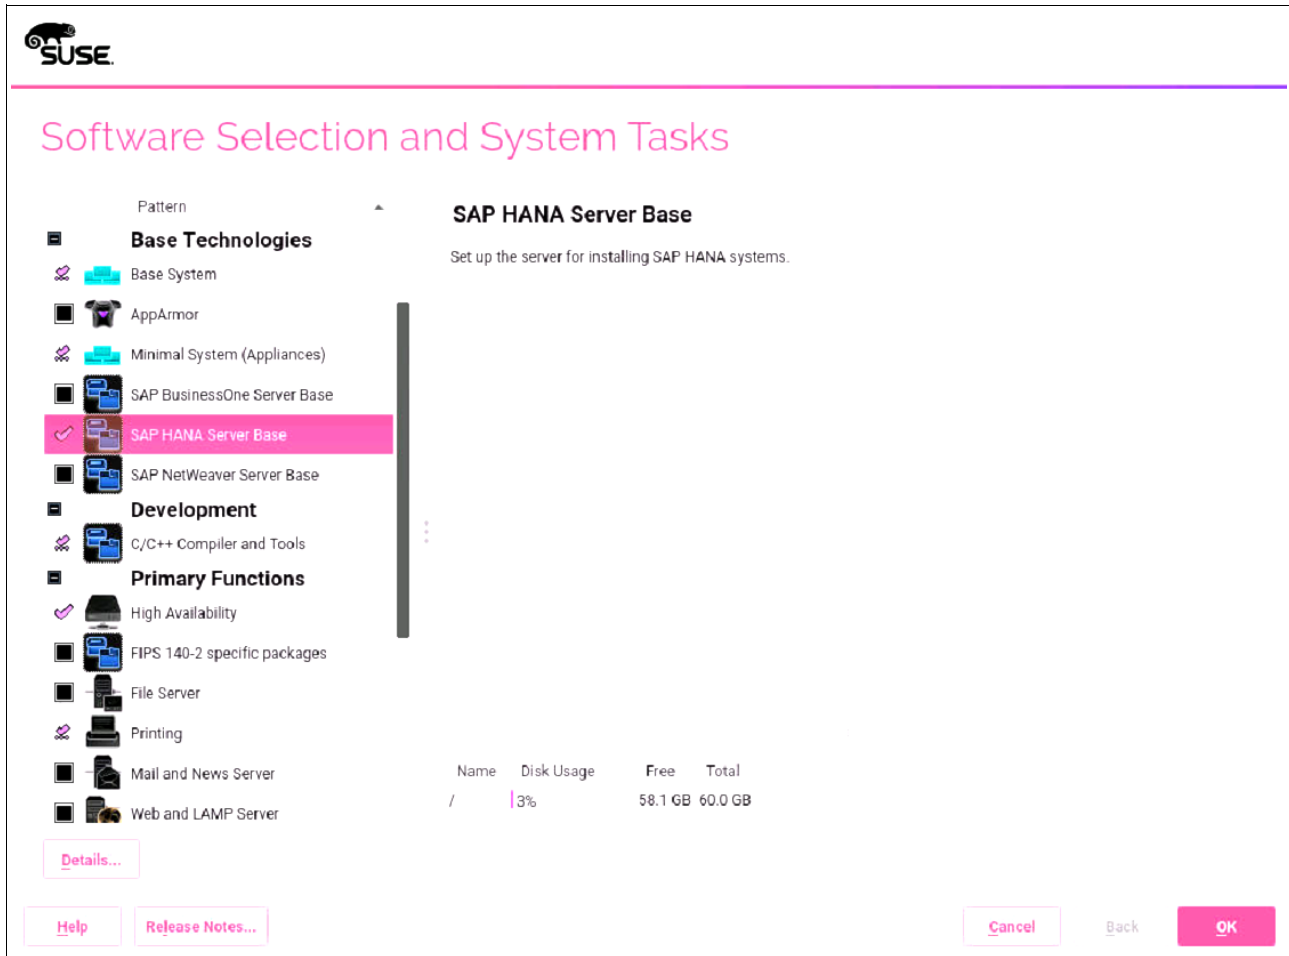 SUSE.
Software Selection and System Tasks
Pattern
Base Technologies
Base System
AppArmor
Minimal System (Appliances)
SAP BusinessOne Server Base
SAP HANA Server Base
SAP NetWeaver Server Base
Development
C/C++ Compiler and Tools
Primary Functions
High Availability
FIPS 140-2 specific packages
File Server
Printing
Mail and News Server
Web and LAMP Server
SAP HANA Server Base
Set up the server for installing SAP HANA systems.
Name Disk Usage Free Total
/ 3% 58.1 GB 60.0 GB
Details...
Help Release Notes... Cancel Back OK